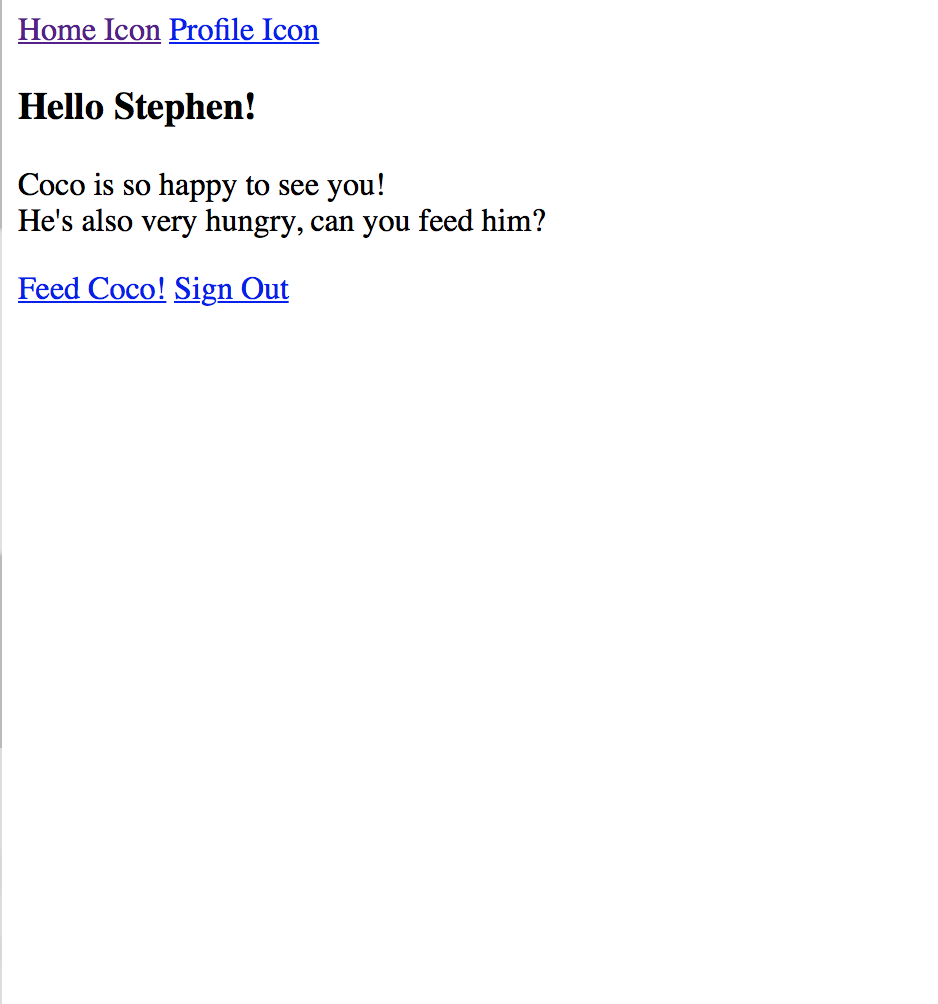 Home Icon Profile Icon
Hello Stephen!
Coco is so happy to see you!
He's also very hungry, can you feed him?
Feed Coco! Sign Out